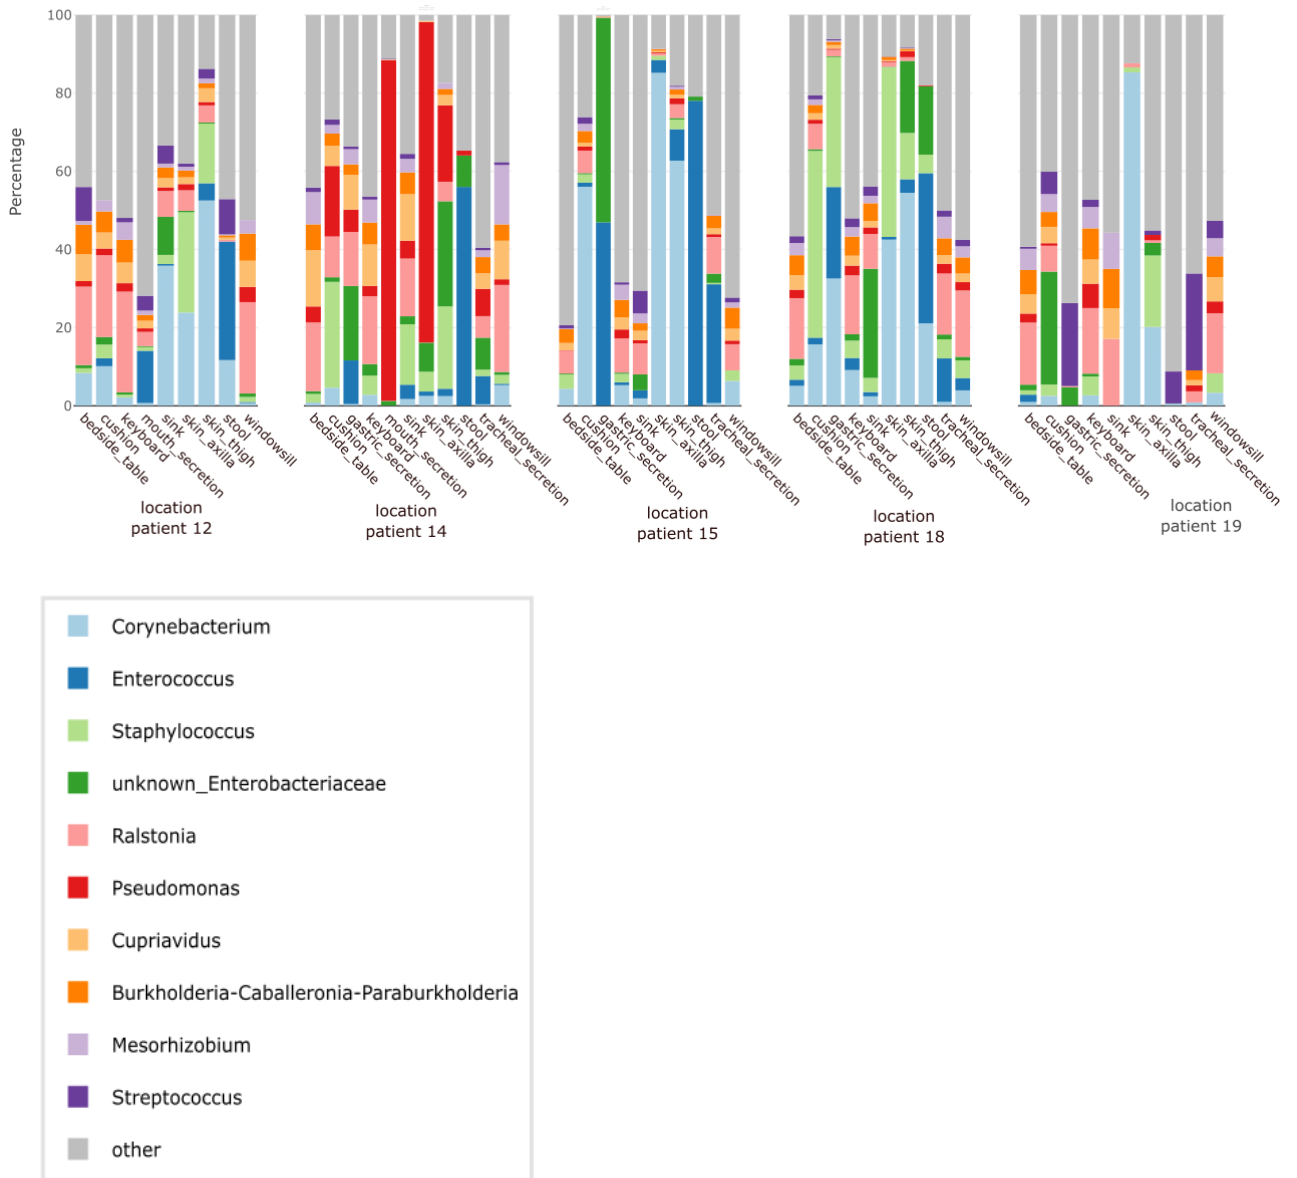 100
80
60
40
20
0
Percentage
bedside_table
cushion
keyboard
mouth_secretion
sink
skin_axilla
skin_thigh
stool
windowsill
location
patient 12
bedside_table
cushion
gastric_secretion
keyboard
mouth_secretion
sink
skin_axilla
skin_thigh
stool
tracheal_secretion
windowsill
location
patient 14
bedside_table
cushion
gastric_secretion
keyboard
sink
skin_axilla
skin_thigh
stool
tracheal_secretion
windowsill
location
patient 15
bedside_table
cushion
gastric_secretion
keyboard
sink
skin_axilla
skin_thigh
stool
tracheal_secretion
windowsill
location
patient 18
bedside_table
cushion
gastric_secretion
keyboard
sink
skin_axilla
skin_thigh
stool
tracheal_secretion
windowsill
location
patient 19
Corynebacterium
Enterococcus
Staphylococcus
unknown_Enterobacteriaceae
Ralstonia
Pseudomonas
Cupriavidus
Burkholderia-Caballeronia-Paraburkholderia
Mesorhizobium
Streptococcus
other